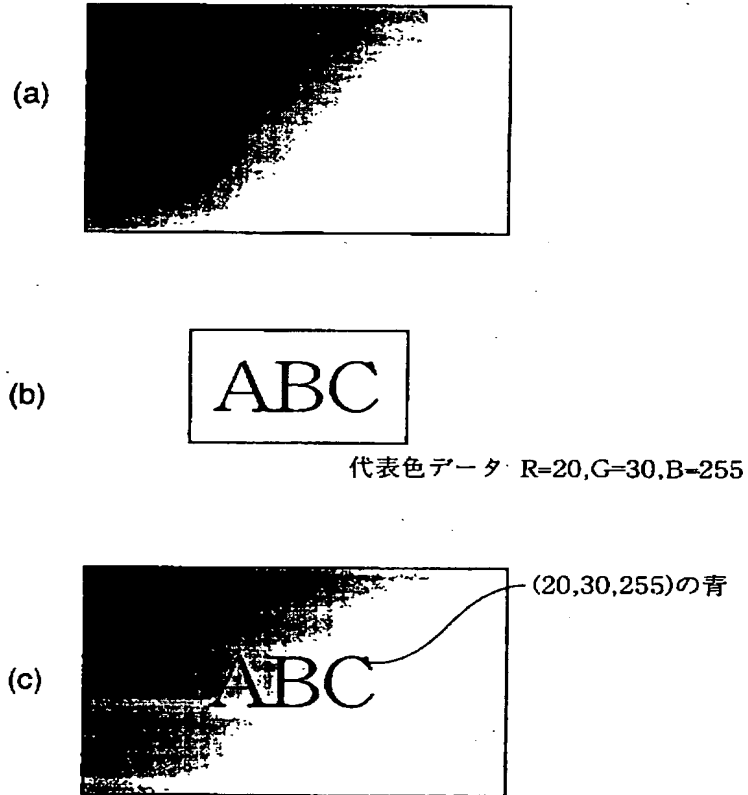 (a)
(b)
ABC
代表色データ R=20,G=30,B=255
(20,30,255)の青
(c)
ABC